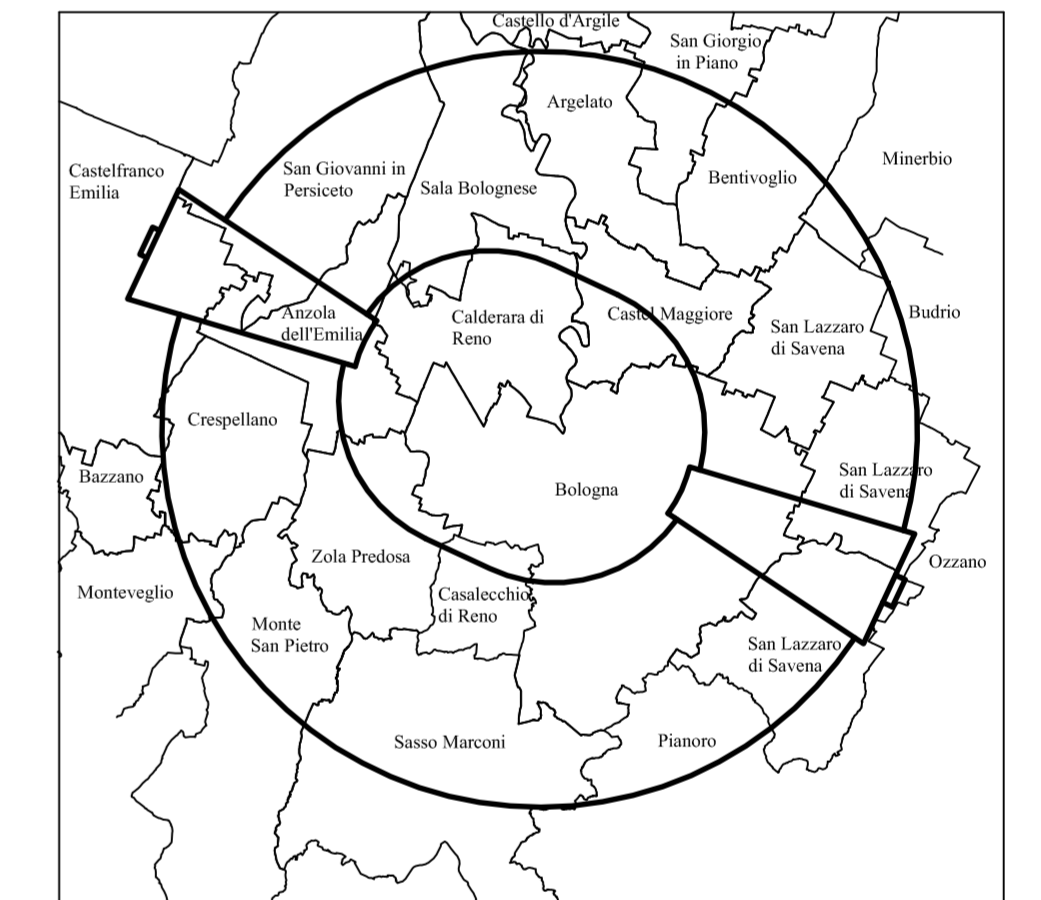 Castello d'Argile
San Giorgio
in Piano
Argelato
Minerbio
Castelfranco
Emilia
San Giovanni in
Persiceto
Sala Bolognese
Bentivoglio
Anzola
dell'Emilia
Calderara di
Reno
Castel Maggiore
San Lazzaro
di Savena
Budrio
Crespellano
Bazzano
Bologna
San Lazzaro
di Savena
Zola Predosa
Ozzano
Monteveglio
Casalecchio
di Reno
Monte
San Pietro
San Lazzaro
di Savena
Sasso Marconi
Pianoro